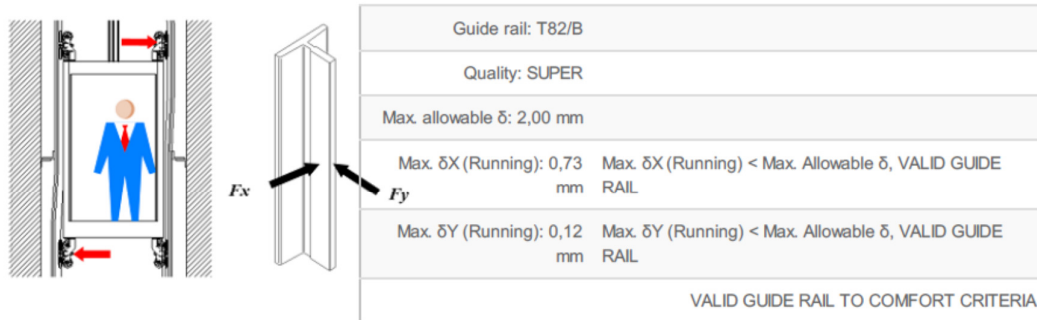 Guide rail: T82/B
Quality: SUPER
Max. allowable δ: 2,00 mm
Max. δX (Running): 0,73 Max. δX (Running) < Max. Allowable δ, VALID GUIDE
mm RAIL
Fx
Fy
Max. δY (Running): 0,12 Max. δY (Running) < Max. Allowable δ, VALID GUIDE
mm RAIL
VALID GUIDE RAIL TO COMFORT CRITERIA